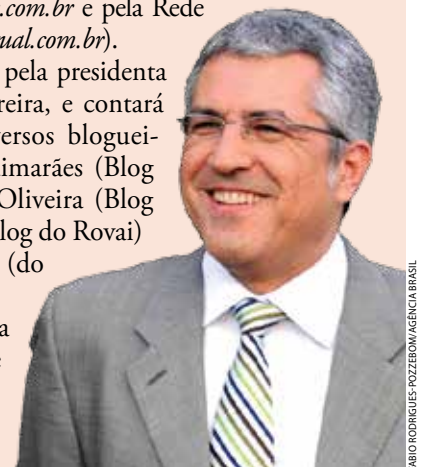 .com.br e pela Rede
ual.com.br).
pela presidenta
reira, e contará
versos bloguei-
imarães (Blog
Oliveira (Blog
log do Rovai)
(do
a
e
ABIO RODRIGUES-POZZEBOM/AGÊNCIA BRASIL